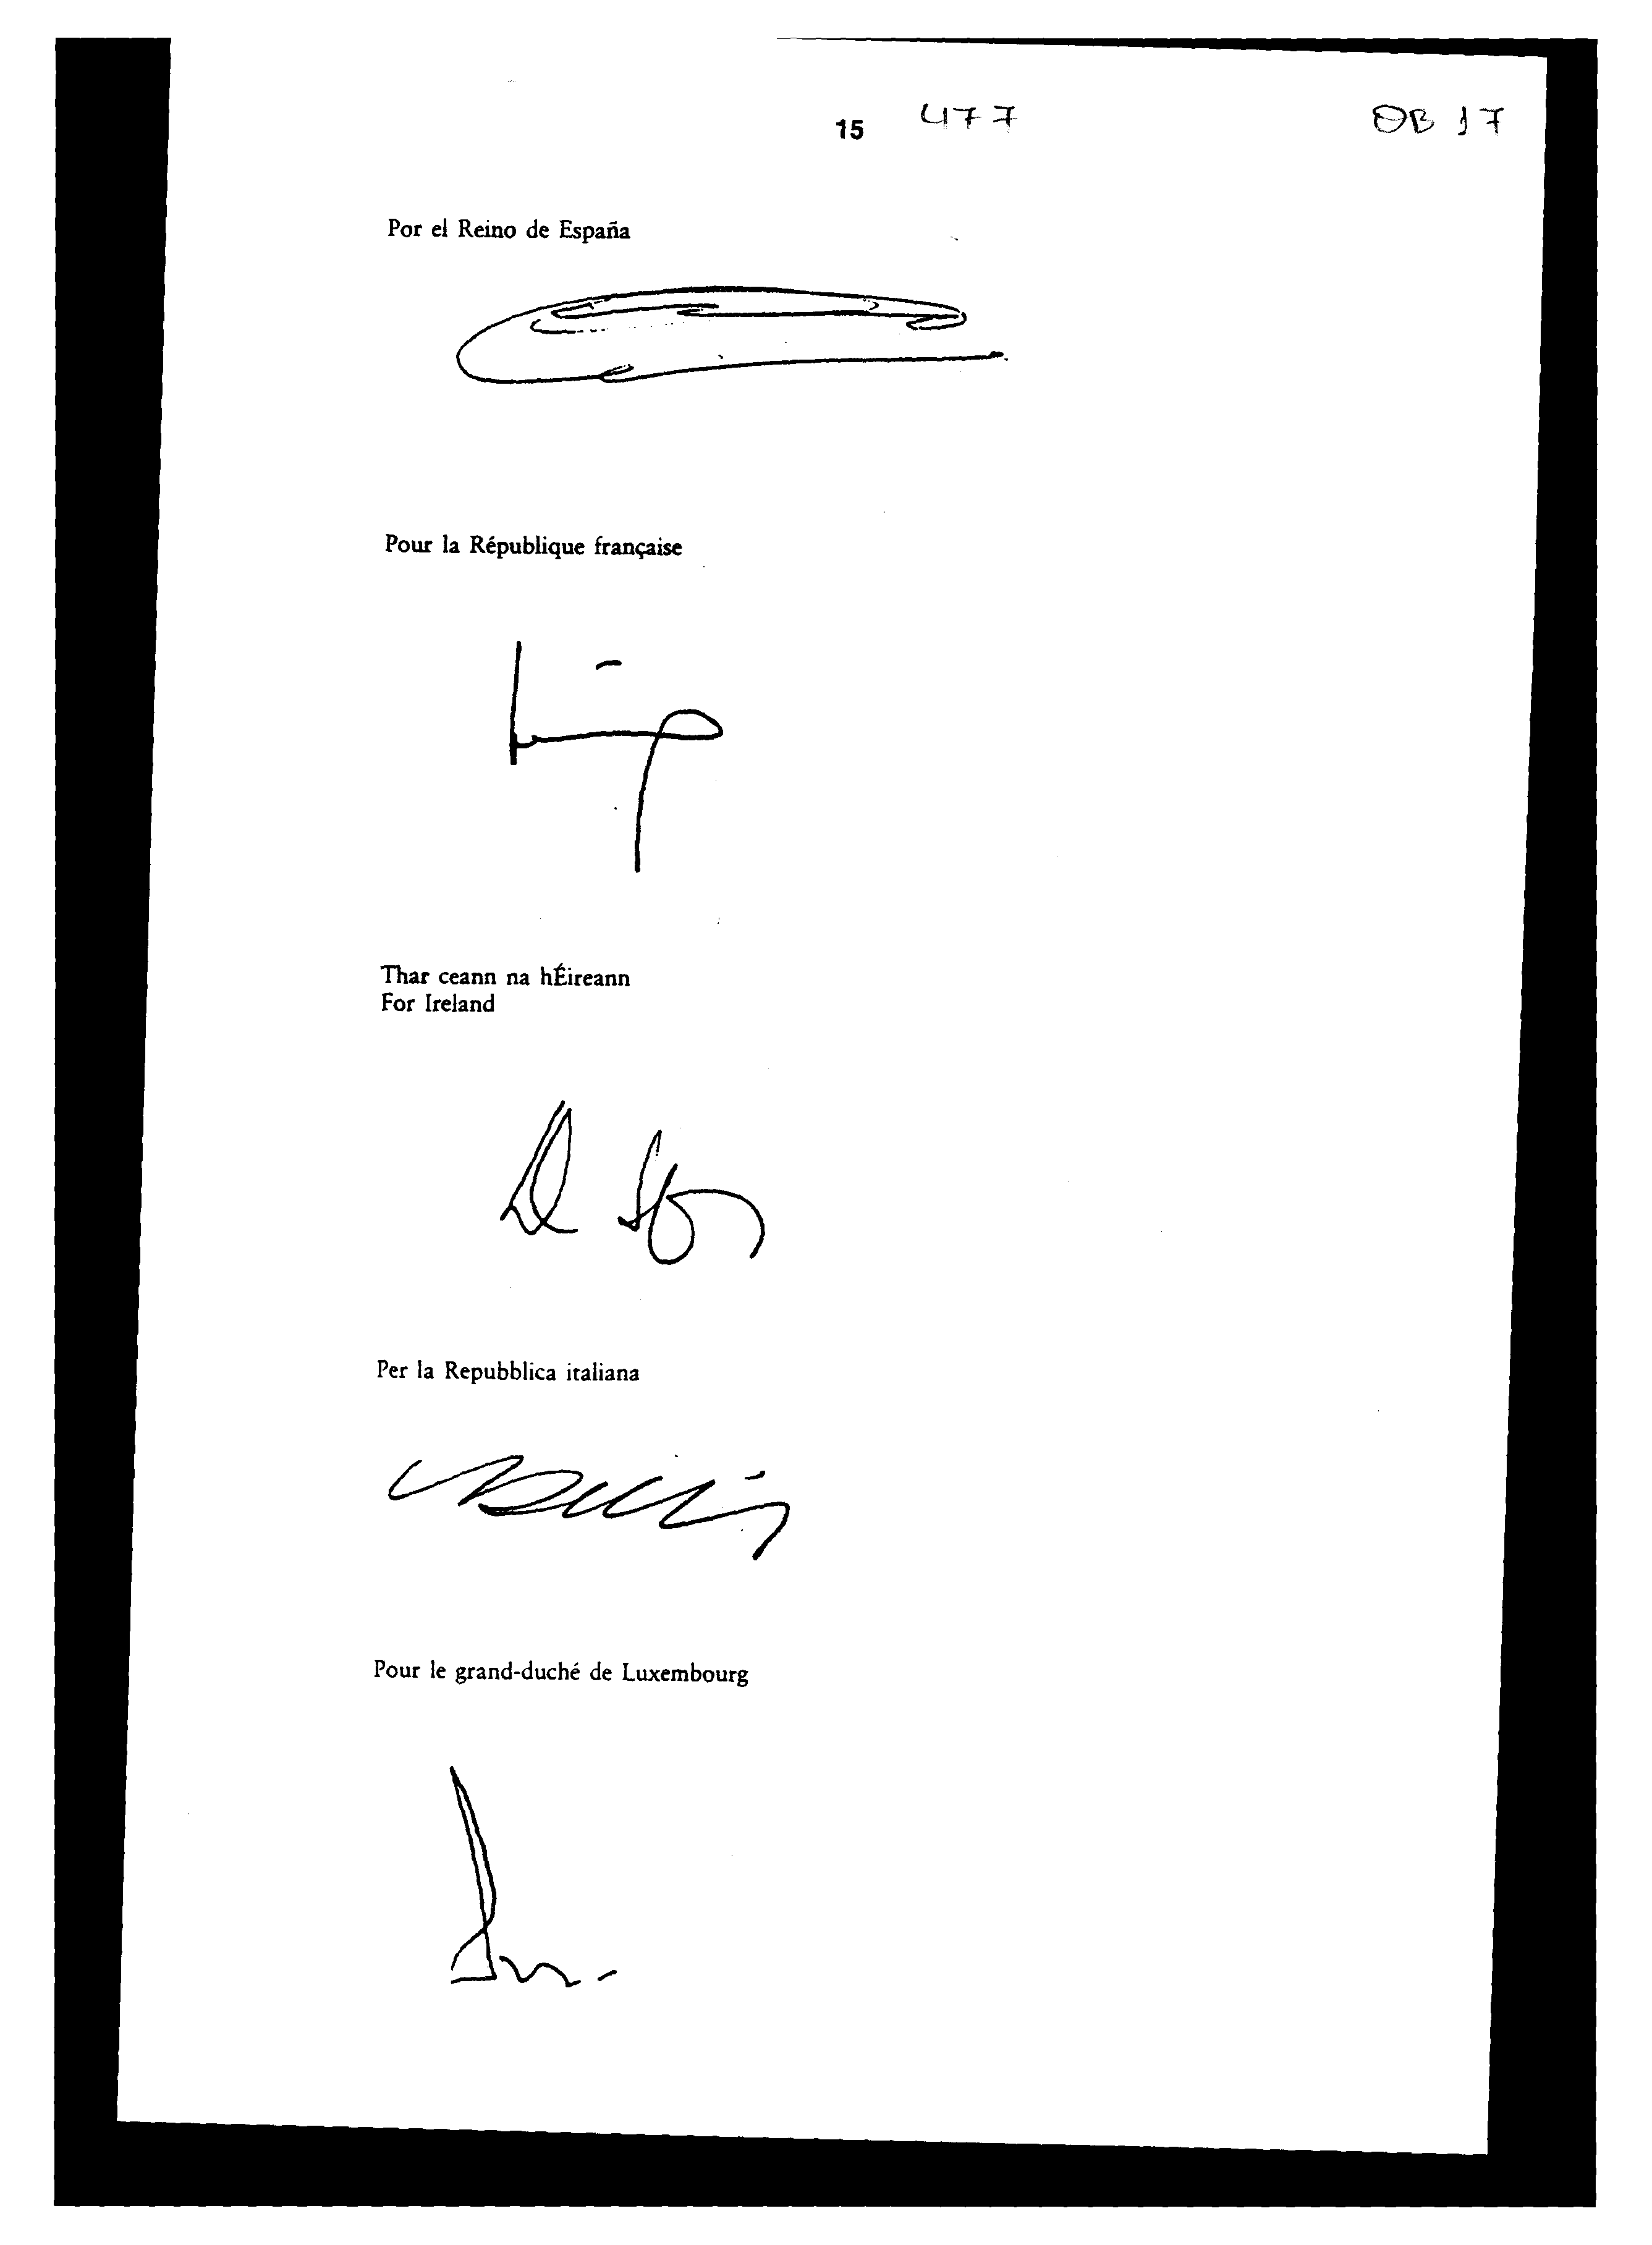 15 477 OB 17
Por el Reino de España
Pour la République française
Thar ceann na hÉireann
For Ireland
Per la Repubblica italiana
Pour le grand-duché de Luxembourg